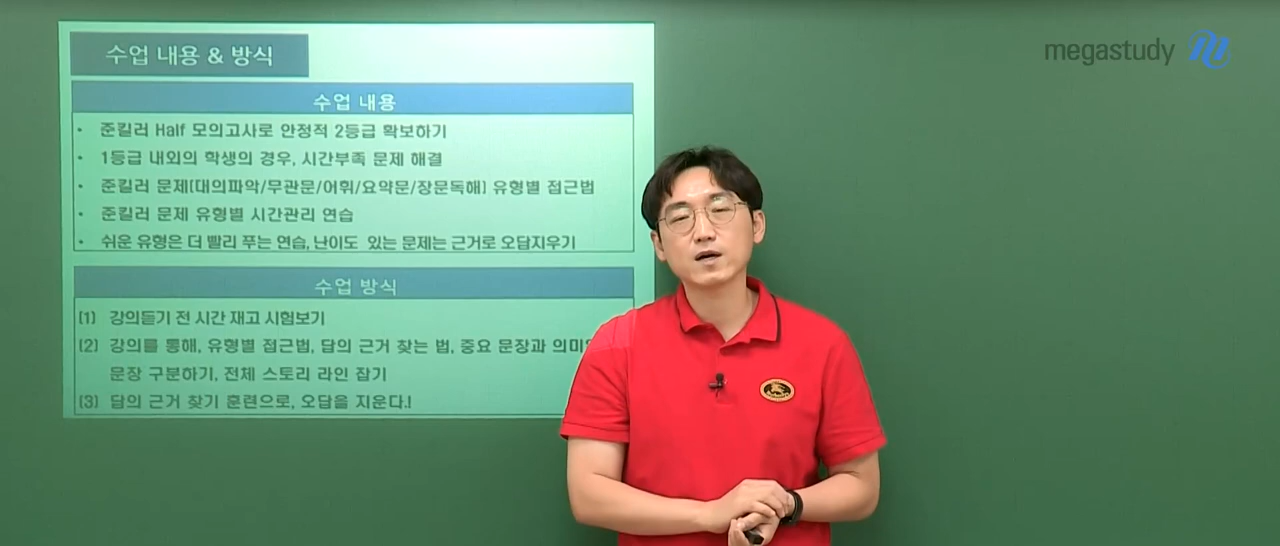 megastudy
수업 내용 & 방식
수업 내용
• 준킬러 Half 모의고사로 안정적 2등급 확보하기
• 1등급 내외의 학생의 경우, 시간부족 문제 해결
• 준킬러 문제(대의파악/무관문/어휘/요약문/장문독해) 유형별 접근법
• 준킬러 문제 유형별 시간관리 연습
• 쉬운 유형은 더 빨리 푸는 연습, 난이도 있는 문제는 근거로 오답지우기
수업 방식
(1) 강의듣기 전 시간 재고 시험보기
(2) 강의를 통해, 유형별 접근법, 답의 근거 찾는 법, 중요 문장과 의미
문장 구분하기, 전체 스토리 라인 잡기
(3) 답의 근거 찾기 훈련으로, 오답을 지운다.!